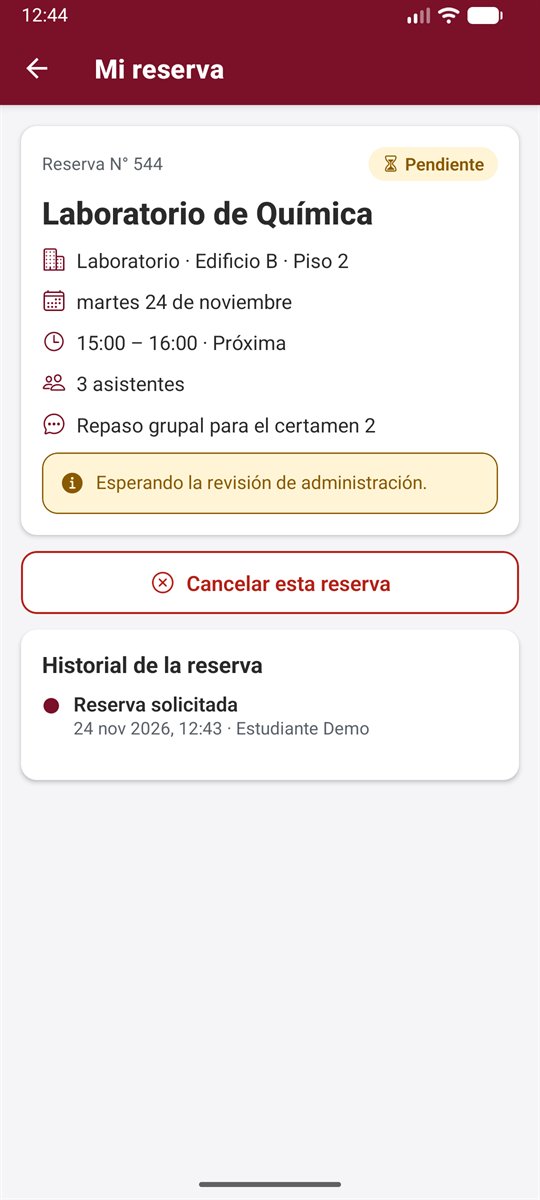 12:44
Mi reserva
Reserva N° 544
Pendiente
Laboratorio de Química
Laboratorio · Edificio B · Piso 2
martes 24 de noviembre
15:00 – 16:00 · Próxima
3 asistentes
Repaso grupal para el certamen 2
Esperando la revisión de administración.
Cancelar esta reserva
Historial de la reserva
Reserva solicitada
24 nov 2026, 12:43 · Estudiante Demo